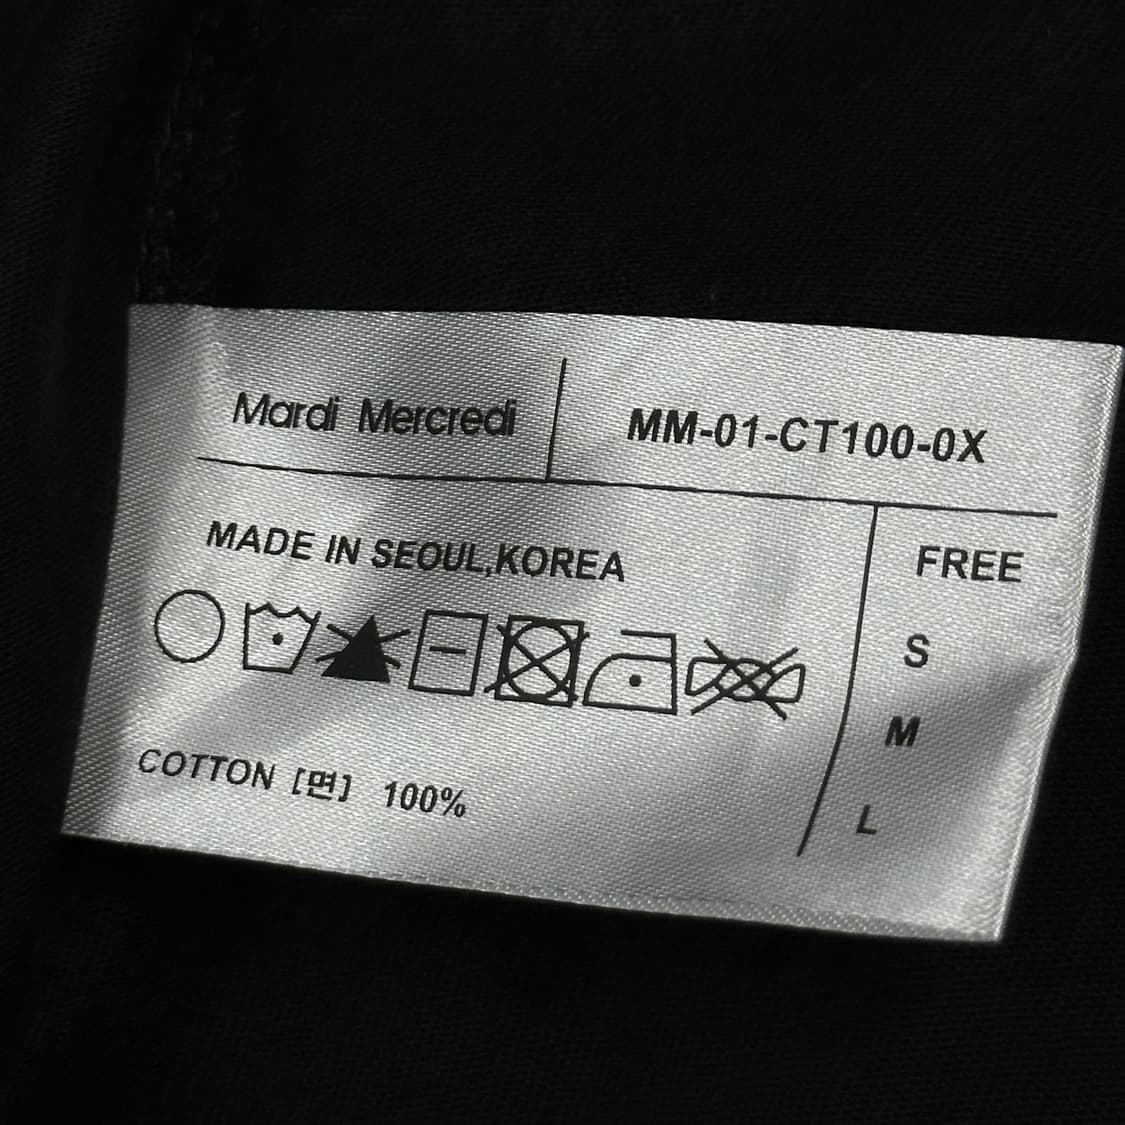 Mardi Mercredi
MM-01-CT100-0X
MADE IN SEOUL,KOREA
COTTON [면] 100%
FREE
S
M
L